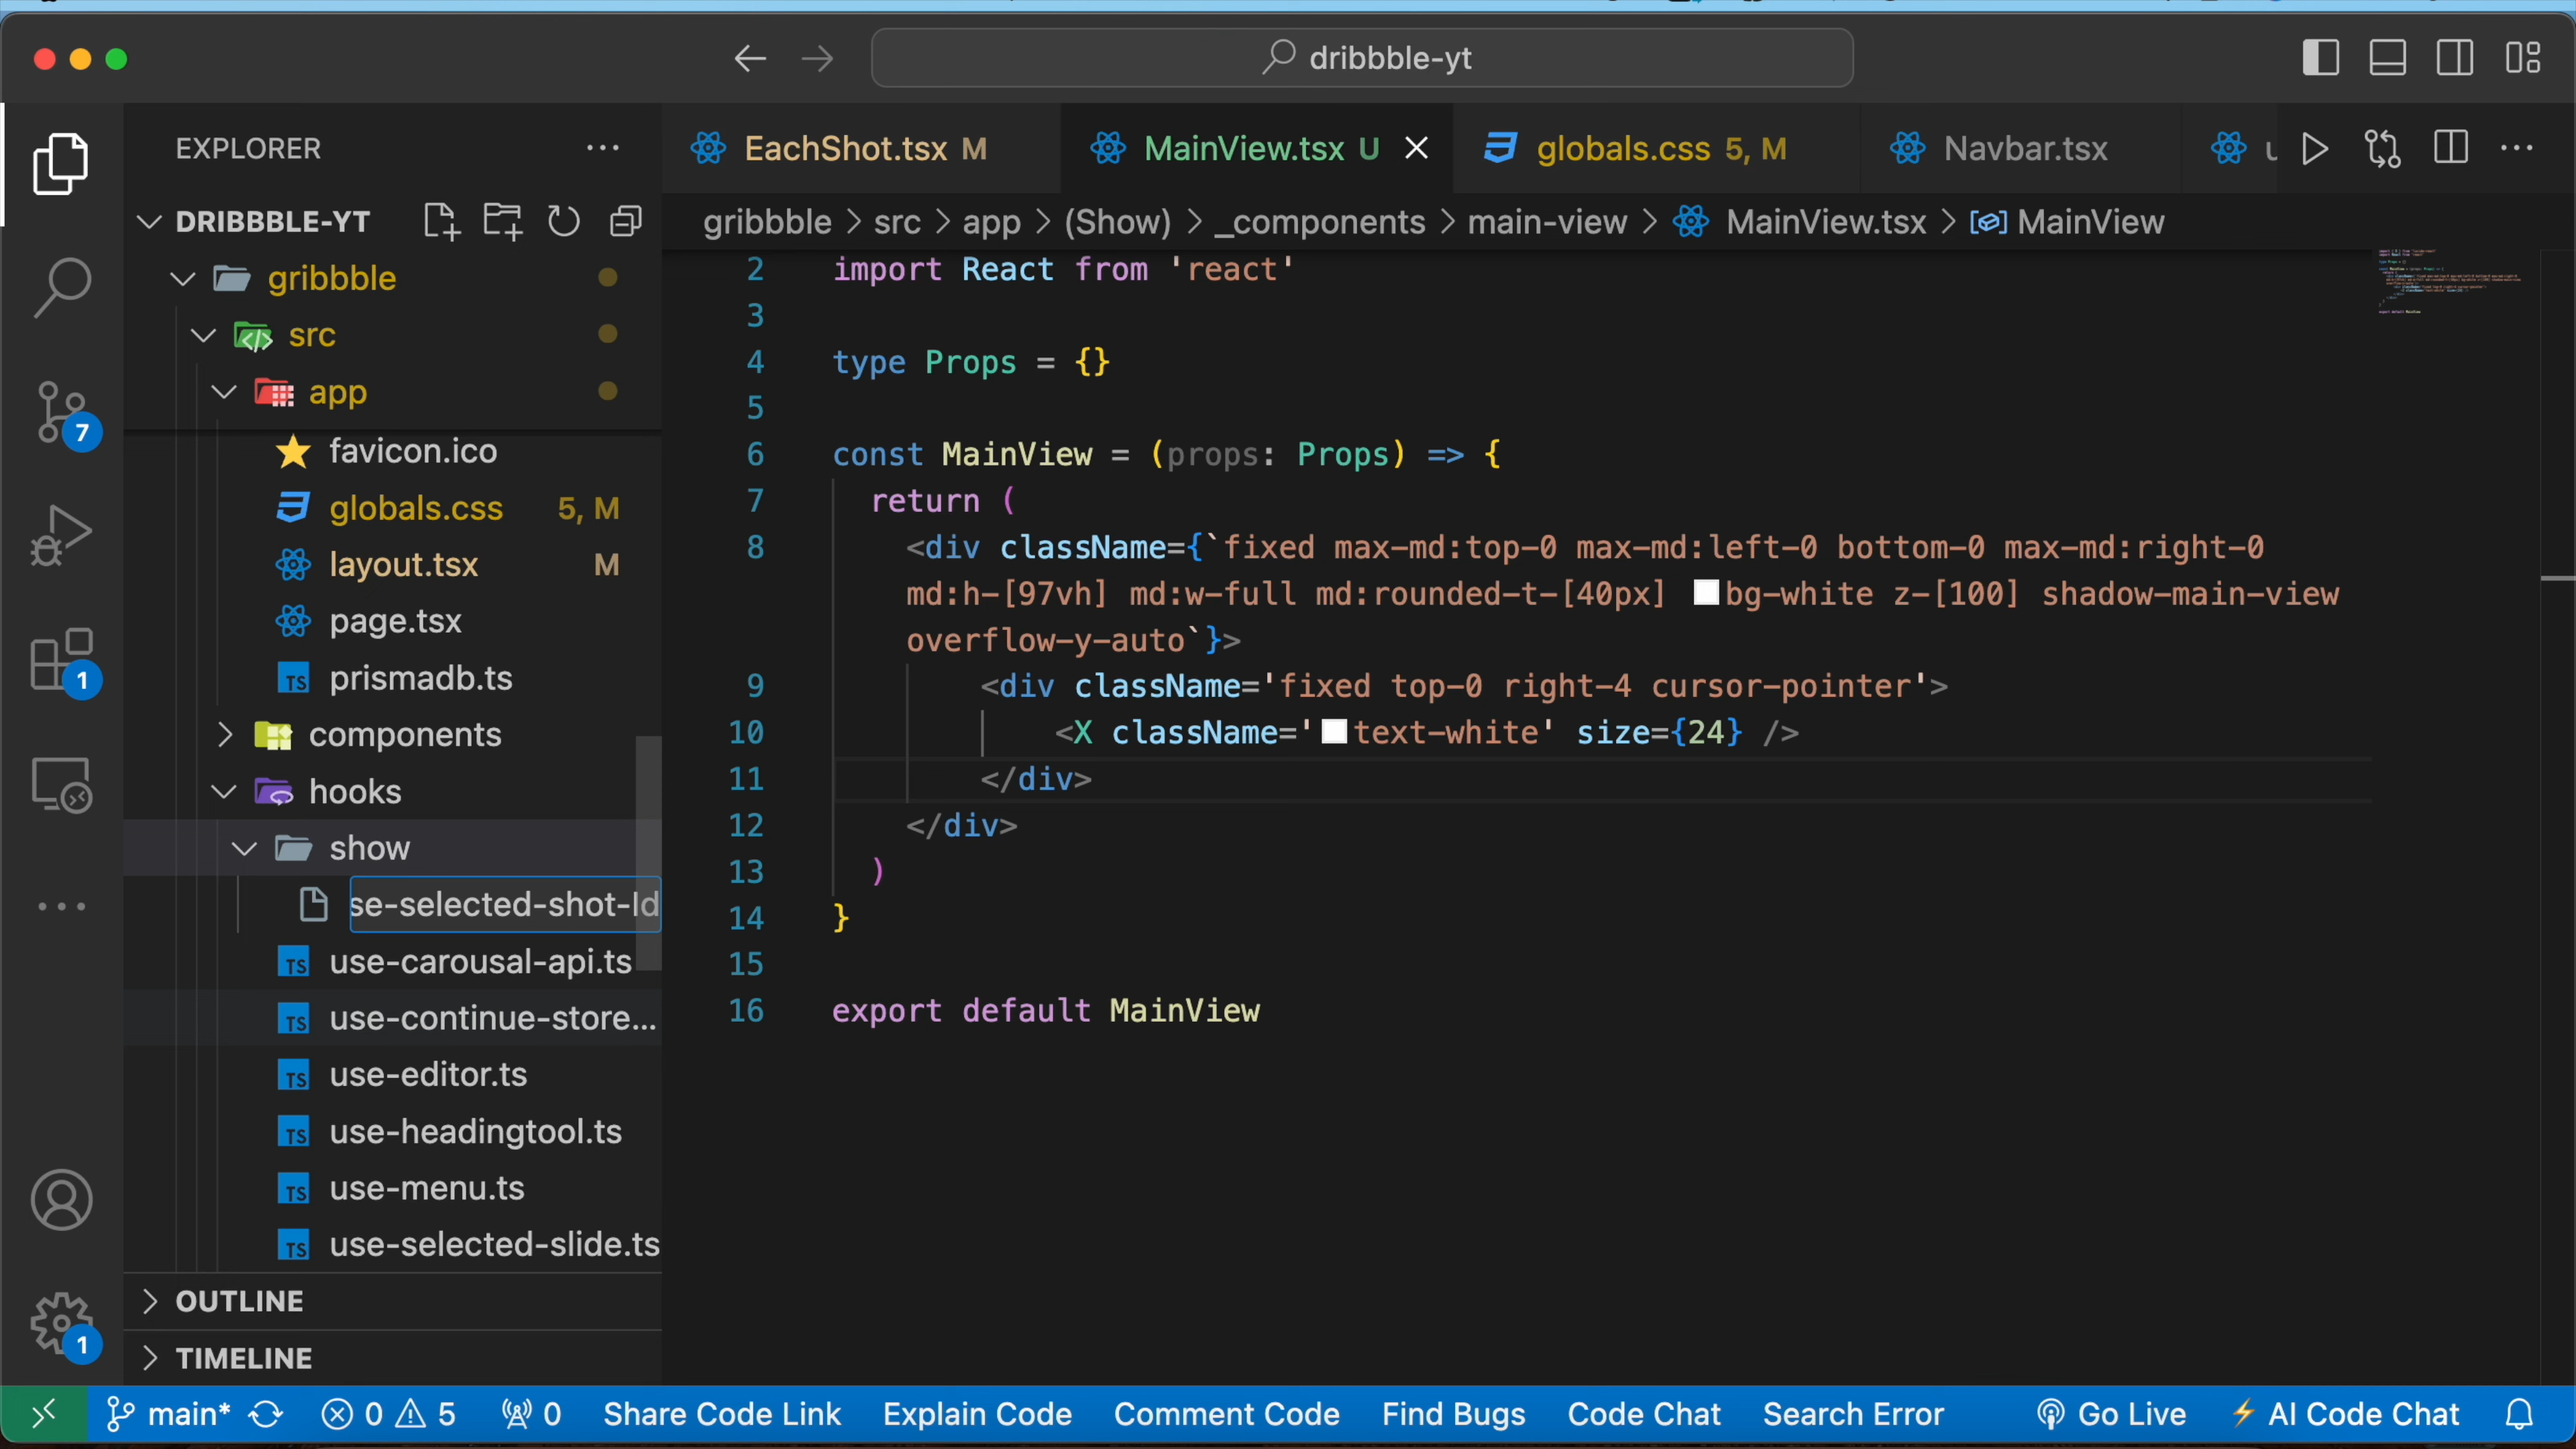 dribbble-yt
EXPLORER
EachShot.tsx M
MainView.tsx U
globals.css 5, M
Navbar.tsx
DRIBBBLE-YT
gribbble > src > app > (Show) > _components > main-view > MainView.tsx > MainView
gribbble
src
app
favicon.ico
globals.css 5, M
layout.tsx M
page.tsx
TS prismadb.ts
components
hooks
show
se-selected-shot-Id
TS use-carousal-api.ts
TS use-continue-store...
TS use-editor.ts
TS use-headingtool.ts
TS use-menu.ts
TS use-selected-slide.ts
OUTLINE
TIMELINE
7
1
1
2 import React from 'react'
3
4 type Props = {}
5
6 const MainView = (props: Props) => {
7 return (
8 <div className={`fixed max-md:top-0 max-md:left-0 bottom-0 max-md:right-0
md:h-[97vh] md:w-full md:rounded-t-[40px] bg-white z-[100] shadow-main-view
overflow-y-auto`}>
9 <div className='fixed top-0 right-4 cursor-pointer'>
10 <X className='text-white' size={24} />
11 </div>
12 </div>
13 )
14 }
15
16 export default MainView
main* 0 5 0 Share Code Link Explain Code Comment Code Find Bugs Code Chat Search Error Go Live AI Code Chat